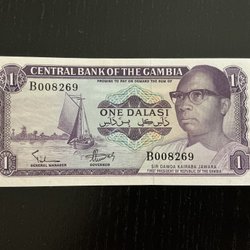 1 CENTRAL BANK OF THE GAMBIA 1
PROMISING TO PAY ON DEMAND THE SUM OF
B008269
ONE DALASI
B008269
GENERAL MANAGER
GOVERNOR
SIR DAWDA KAIRABA JAWARA
FIRST PRESIDENT OF REPUBLIC OF THE GAMBIA
1 1